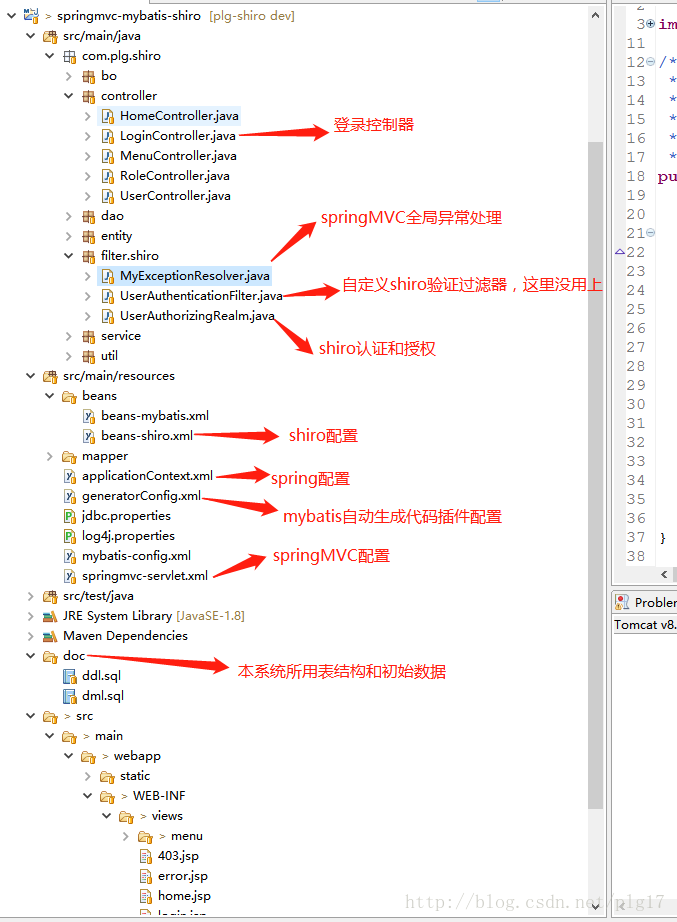 > springmvc-mybatis-shiro [plg-shiro dev]
src/main/java
com.plg.shiro
bo
controller
HomeController.java
LoginController.java
登录控制器
MenuController.java
RoleController.java
UserController.java
dao
springMVC全局异常处理
entity
filter.shiro
MyExceptionResolver.java
UserAuthenticationFilter.java
自定义shiro验证过滤器，这里没用上
UserAuthorizingRealm.java
service
shiro认证和授权
util
src/main/resources
beans
beans-mybatis.xml
beans-shiro.xml
shiro配置
mapper
applicationContext.xml
spring配置
generatorConfig.xml
jdbc.properties
mybatis自动生成代码插件配置
log4j.properties
mybatis-config.xml
springMVC配置
springmvc-servlet.xml
src/test/java
JRE System Library [JavaSE-1.8]
Maven Dependencies
doc
ddl.sql
本系统所用表结构和初始数据
dml.sql
> src
> main
> webapp
static
> WEB-INF
> views
> menu
403.jsp
error.jsp
home.jsp
login.jsp
3 im
11
12 /*
13 *
14 *
15 *
16 *
17 *
18 pu
19
20
21
22
23
24
25
26
27
28
29
30
31
32
33
34
35
36
37 }
38
Problem
Tomcat v8.
http://blog.csdn.net/plg17